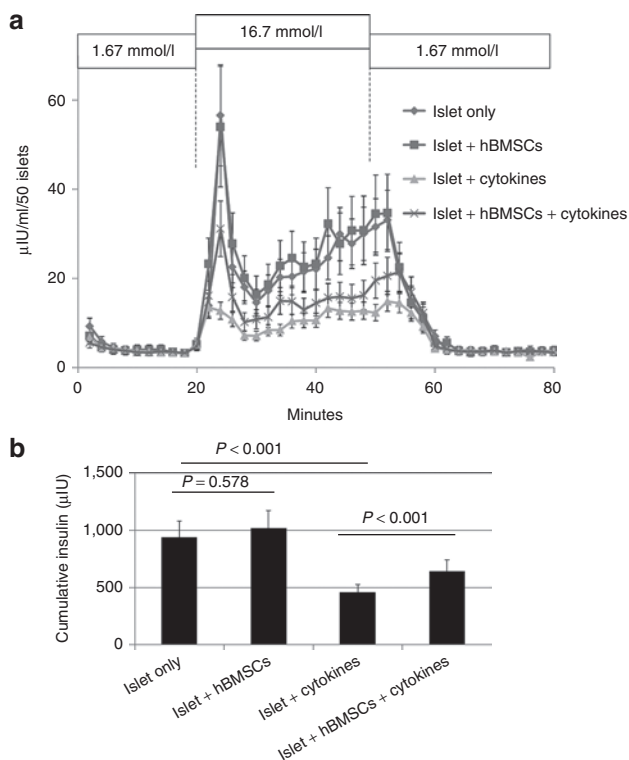 a
1.67 mmol/l
16.7 mmol/l
1.67 mmol/l
60
40
20
0
µIU/ml/50 islets
Islet only
Islet + hBMSCs
Islet + cytokines
Islet + hBMSCs + cytokines
0
20
40
60
80
Minutes
b
P < 0.001
P = 0.578
P < 0.001
1,500
1,000
500
0
Cumulative insulin (µIU)
Islet only
Islet + hBMSCs
Islet + cytokines
Islet + hBMSCs + cytokines